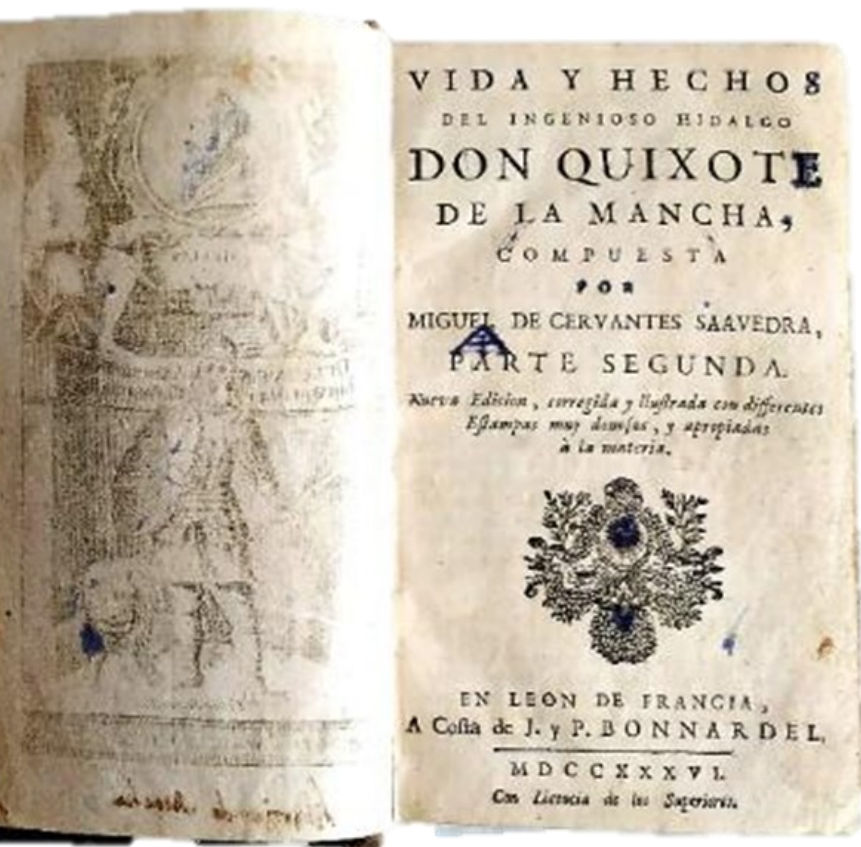 VIDA Y HECHOS
DEL INGENIOSO HIDALGO
DON QUIXOTE
DE LA MANCHA,
COMPUESTA
POR
MIGUEL DE CERVANTES SAAVEDRA,
PARTE SEGUNDA.
Nueva Edicion, corregida y Ilustrada con differentes
Estampas muy donosas, y apropiadas
à la materia.
EN LEON DE FRANCIA,
A Costa de J. y P. BONNARDEL,
MDCCXXXVI.
Con Licencia de los Superiores.